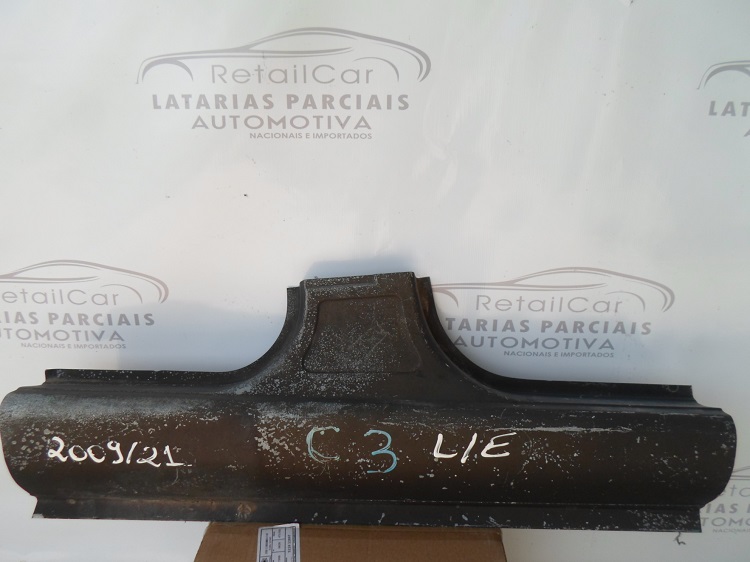 RetailCar
LATARIAS PARCIAIS
AUTOMOTIVA
NACIONAIS E IMPORTADOS
RetailCar
LATARIAS PARCIAIS
AUTOMOTIVA
NACIONAIS E IMPORTADOS
RetailCar
LATARIAS PARCIAIS
AUTOMOTIVA
NACIONAIS E IMPORTADOS
2009/21 C3 L/E